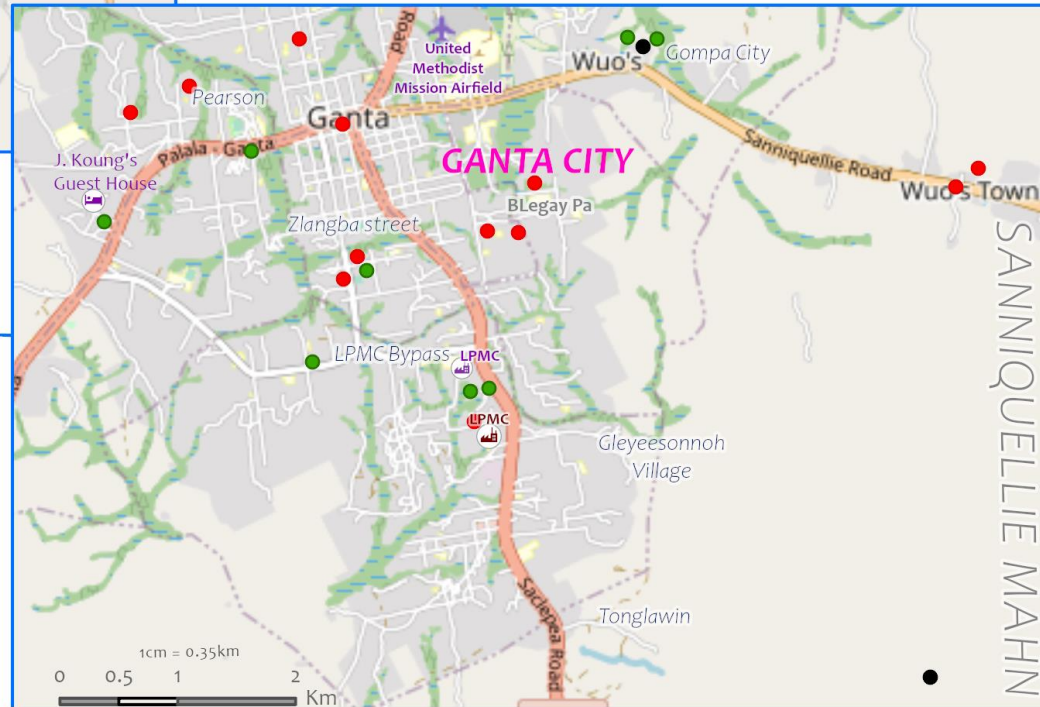 Road
United
Methodist
Mission Airfield
Wuo's
Gompa City
Pearson
Ganta
Palala - Ganta
GANTA CITY
Sanniquellie Road
J. Koung's
Guest House
Wuo's Town
BLegay Pa
Zlangba street
SANNIQUELLIE MAHN
LPMC Bypass
LPMC
LPMC
Gleyeesonnoh
Village
Saclepea Road
Tonglawin
1cm = 0.35km
0 0.5 1 2
Km